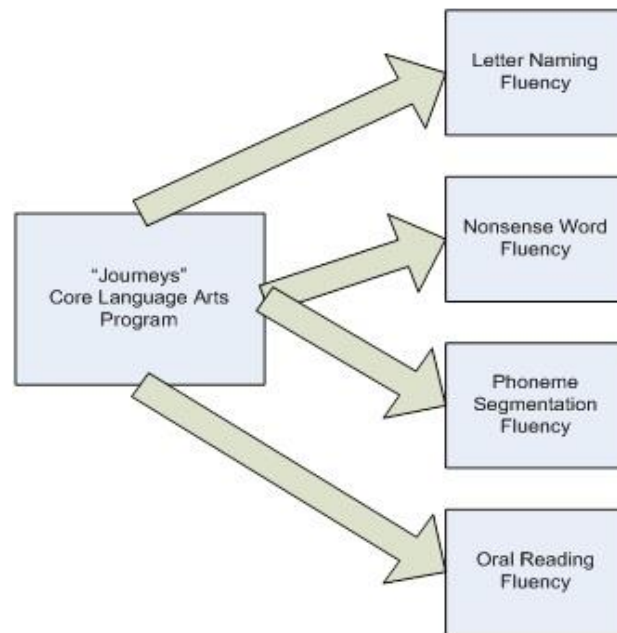 Letter Naming
Fluency
"Journeys"
Core Language Arts
Program
Nonsense Word
Fluency
Phoneme
Segmentation
Fluency
Oral Reading
Fluency